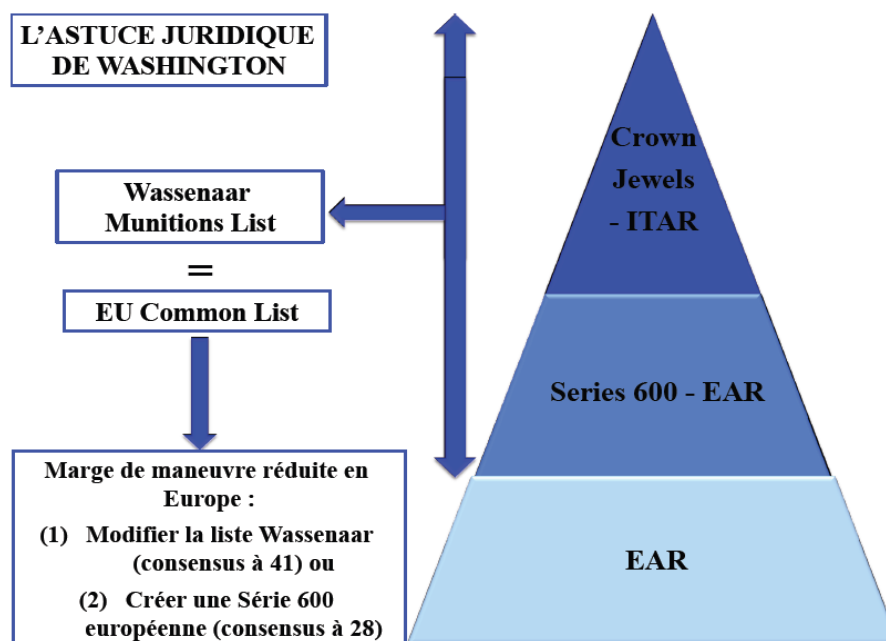 L'ASTUCE JURIDIQUE
DE WASHINGTON
Wassenaar
Munitions List
=
EU Common List
Marge de maneuvre réduite en
Europe :
(1) Modifier la liste Wassenaar
(consensus à 41) ou
(2) Créer une Série 600
européenne (consensus à 28)
Crown
Jewels
- ITAR
Series 600 - EAR
EAR